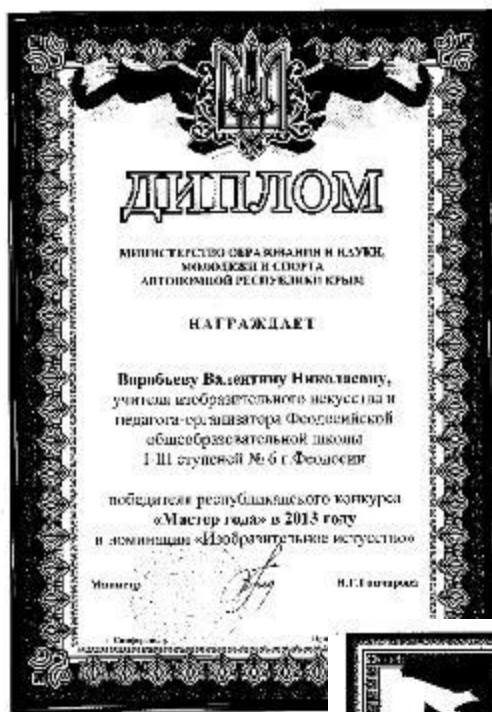 ДИПЛОМ
МИНИСТЕРСТВО ОБРАЗОВАНИЯ И НАУКИ,
МОЛОДЕЖИ И СПОРТА
АВТОНОМНОЙ РЕСПУБЛИКИ КРЫМ
НАГРАЖДАЕТ
Воробьеву Валентину Николаевну,
учителя изобразительного искусства и
педагога-организатора Феодосийской
общеобразовательной школы
I-III ступеней № 6 г.Феодосии
победителя республиканского конкурса
«Мастер года» в 2013 году
в номинации «Изобразительное искусство»
Министр Н.Г.Гончарова
г. Симферополь